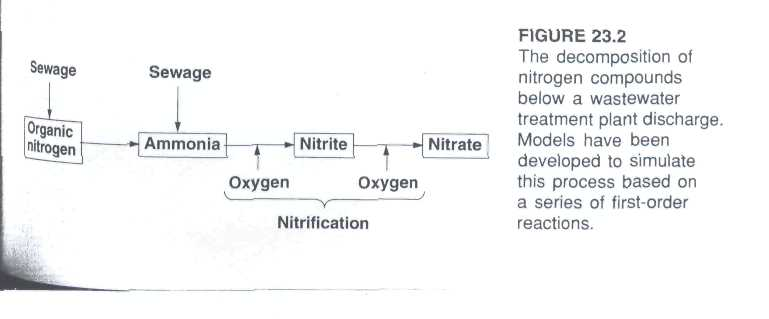 Sewage
Sewage
Organic
nitrogen
Ammonia
Nitrite
Nitrate
Oxygen
Oxygen
Nitrification
FIGURE 23.2
The decomposition of
nitrogen compounds
below a wastewater
treatment plant discharge.
Models have been
developed to simulate
this process based on
a series of first-order
reactions.